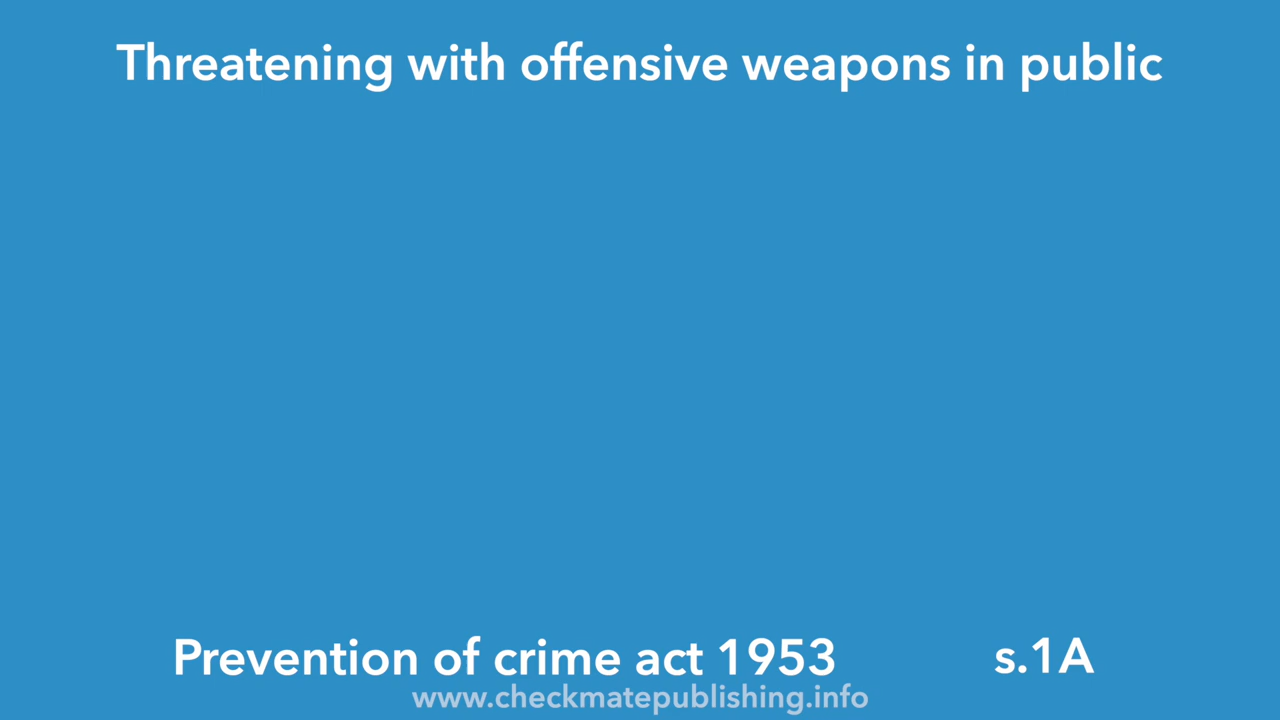 Threatening with offensive weapons in public
Prevention of crime act 1953 s.1A
www.checkmatepublishing.info